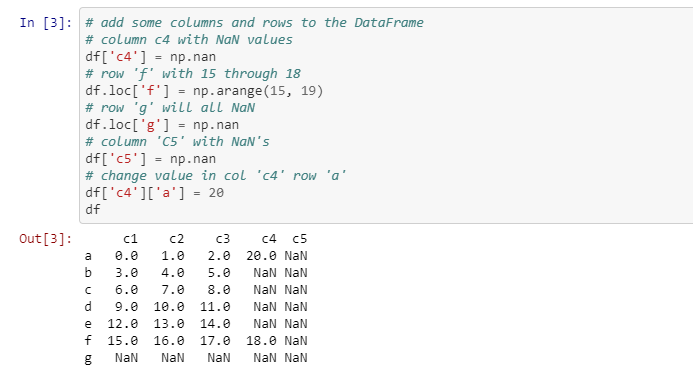 In [3]: # add some columns and rows to the DataFrame
# column c4 with NaN values
df['c4'] = np.nan
# row 'f' with 15 through 18
df.loc['f'] = np.arange(15, 19)
# row 'g' will all NaN
df.loc['g'] = np.nan
# column 'C5' with NaN's
df['c5'] = np.nan
# change value in col 'c4' row 'a'
df['c4']['a'] = 20
df
Out[3]: c1 c2 c3 c4 c5
a 0.0 1.0 2.0 20.0 NaN
b 3.0 4.0 5.0 NaN NaN
c 6.0 7.0 8.0 NaN NaN
d 9.0 10.0 11.0 NaN NaN
e 12.0 13.0 14.0 NaN NaN
f 15.0 16.0 17.0 18.0 NaN
g NaN NaN NaN NaN NaN